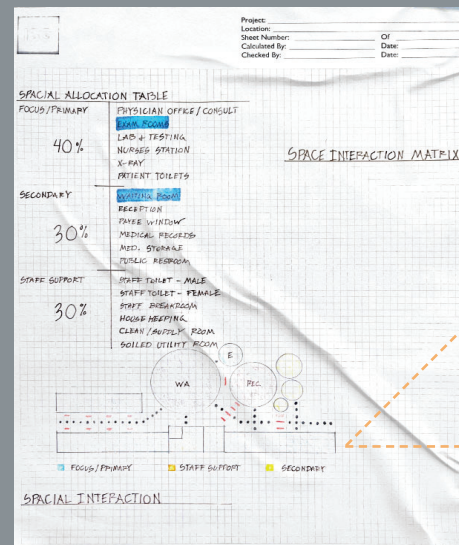 Project:
Location:
Sheet Number: Of
Calculated By: Date:
Checked By: Date:
SPACIAL ALLOCATION TABLE
FOCUS/PRIMARY PHYSICIAN OFFICE/CONSULT
EXAM ROOMS
40% LAB & TESTING
NURSES STATION
X-RAY
PATIENT TOILETS
SPACE INTERACTION MATRIX
SECONDARY WAITING ROOM
RECEPTION
30% PAYEE WINDOW
MEDICAL RECORDS
MED. STORAGE
PUBLIC RESTROOM
STAFF SUPPORT STAFF TOILET - MALE
STAFF TOILET - FEMALE
30% STAFF BREAKROOM
HOUSE KEEPING
CLEAN/SUPPLY ROOM
SOILED UTILITY ROOM
E
WA REC
FOCUS/PRIMARY STAFF SUPPORT SECONDARY
SPACIAL INTERACTION